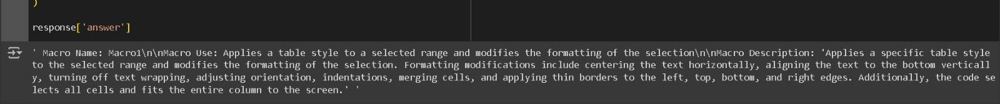 )
response['answer']
' Macro Name: Macro1\n\nMacro Use: Applies a table style to a selected range and modifies the formatting of the selection\n\nMacro Description: 'Applies a specific table style
to the selected range and modifies the formatting of the selection. Formatting modifications include centering the text horizontally, aligning the text to the bottom verticall
y, turning off text wrapping, adjusting orientation, indentations, merging cells, and applying thin borders to the left, top, bottom, and right edges. Additionally, the code se
lects all cells and fits the entire column to the screen.' '